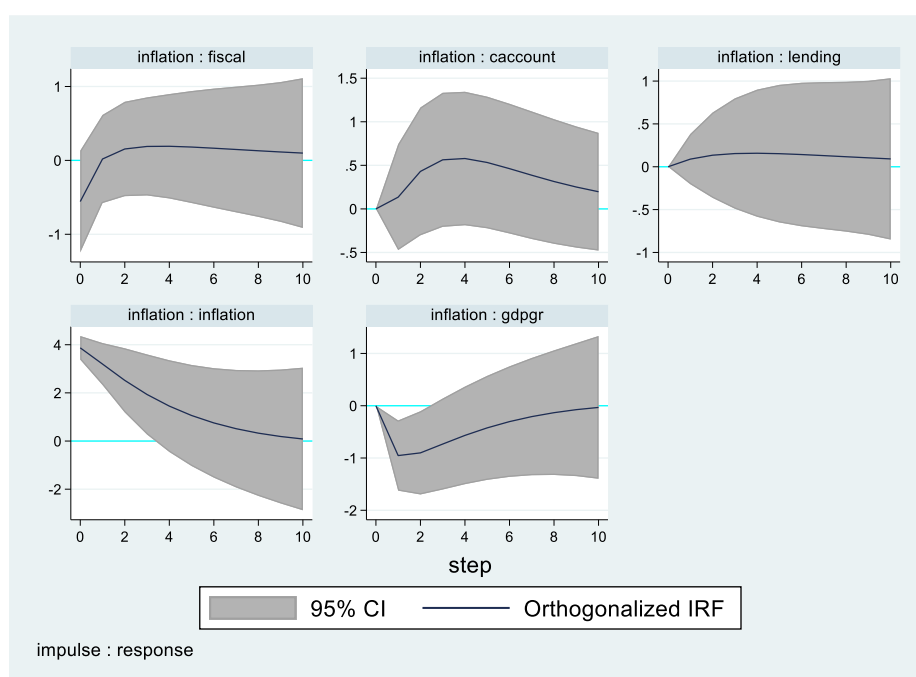 inflation : fiscal
inflation : caccount
inflation : lending
1
0
-1
0 2 4 6 8 10
1.5
1
.5
0
-.5
0 2 4 6 8 10
1
.5
0
-.5
-1
0 2 4 6 8 10
inflation : inflation
inflation : gdpgr
4
2
0
-2
0 2 4 6 8 10
1
0
-1
-2
0 2 4 6 8 10
step
95% CI
Orthogonalized IRF
impulse : response